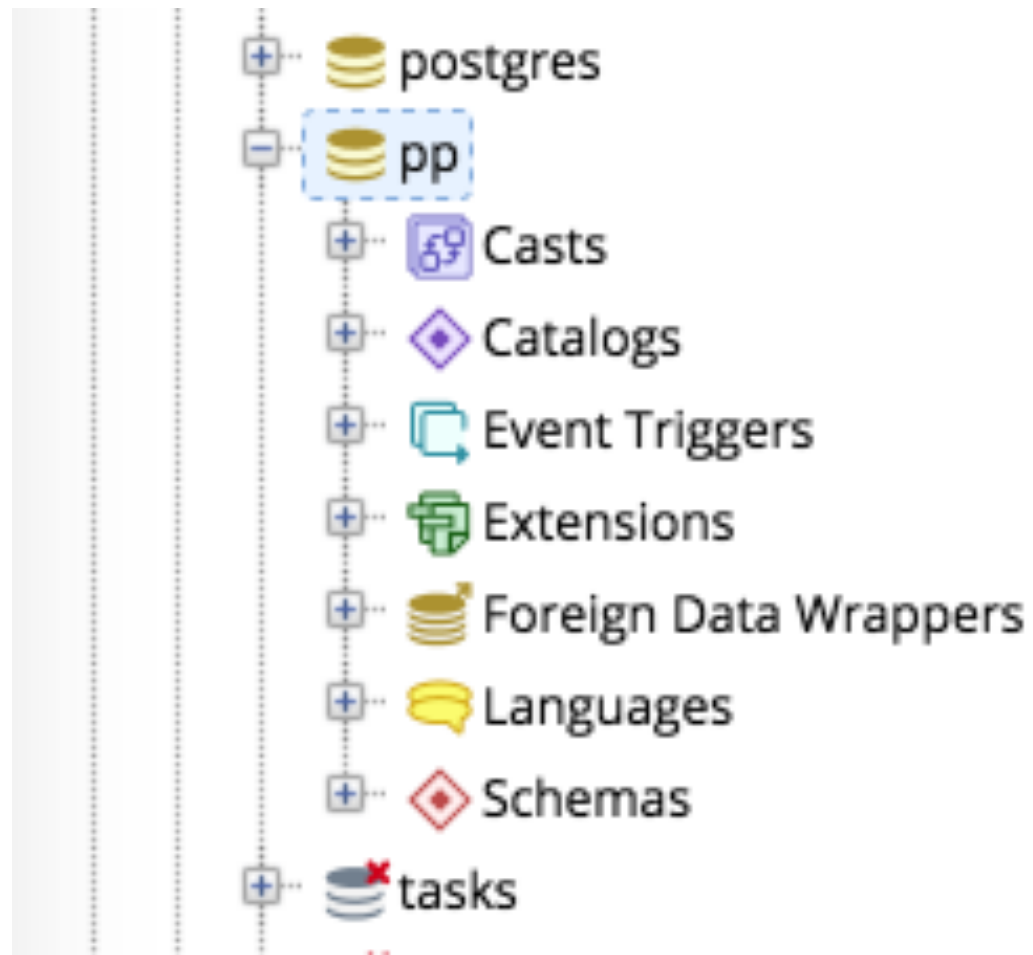 postgres
pp
Casts
Catalogs
Event Triggers
Extensions
Foreign Data Wrappers
Languages
Schemas
tasks